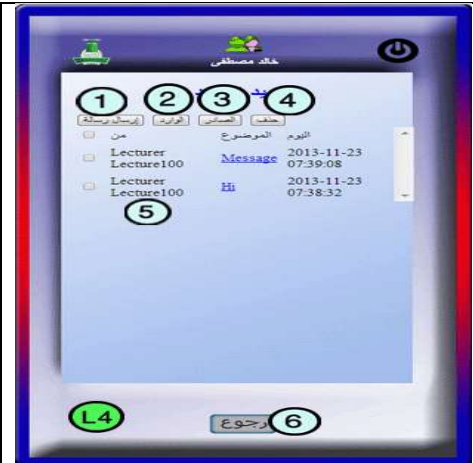 خالد مصطفى
1 2 3 4
إرسال رسالة الوارد الصادر حذف
من الموضوع اليوم
Lecturer Lecture100 Message 2013-11-23 07:39:08
Lecturer Lecture100 Hi 2013-11-23 07:38:32
5
L4 رجوع 6